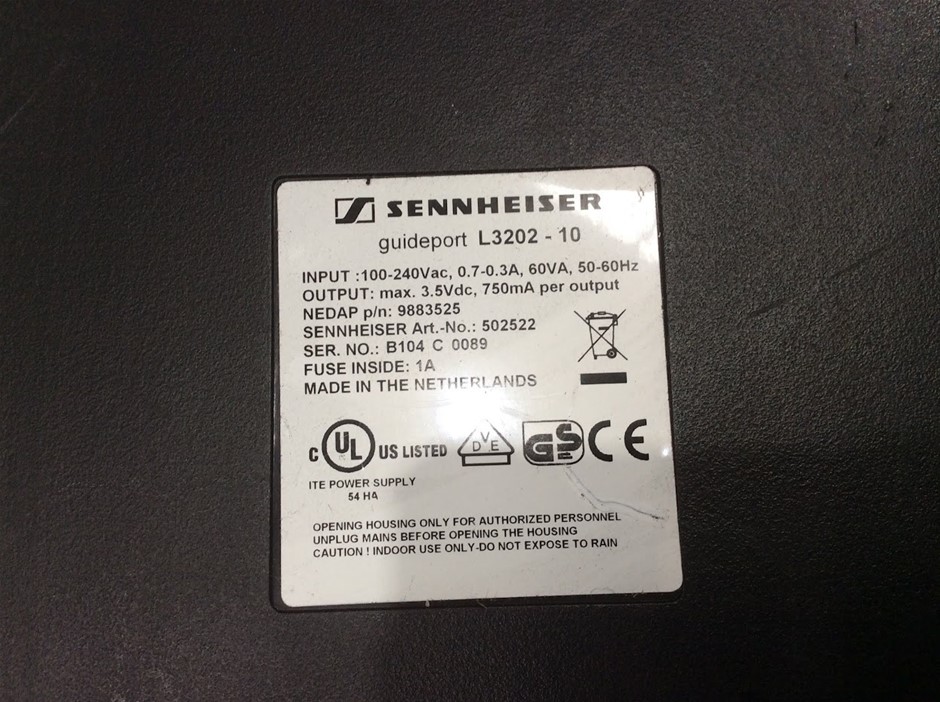 SENNHEISER
guideport L3202 - 10
INPUT :100-240Vac, 0.7-0.3A, 60VA, 50-60Hz
OUTPUT: max. 3.5Vdc, 750mA per output
NEDAP p/n: 9883525
SENNHEISER Art.-No.: 502522
SER. NO.: B104 C 0089
FUSE INSIDE: 1A
MADE IN THE NETHERLANDS
C UL US LISTED DVE GS CE
ITE POWER SUPPLY
54 HA
OPENING HOUSING ONLY FOR AUTHORIZED PERSONNEL
UNPLUG MAINS BEFORE OPENING THE HOUSING
CAUTION ! INDOOR USE ONLY-DO NOT EXPOSE TO RAIN